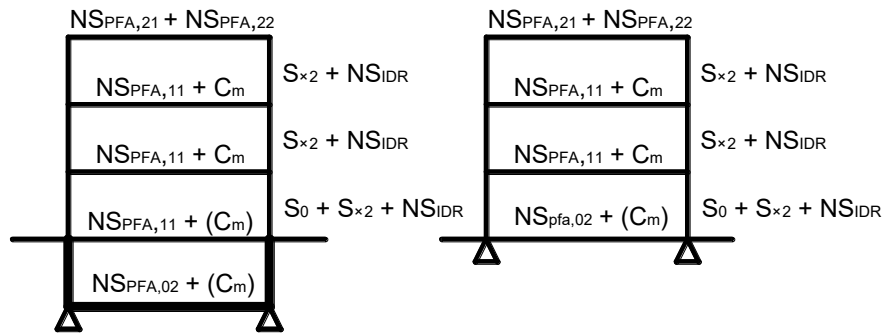 NSPFA,21 + NSPFA,22
NSPFA,11 + Cm
S×2 + NSIDR
NSPFA,11 + Cm
S×2 + NSIDR
NSPFA,11 + (Cm)
S0 + S×2 + NSIDR
NSPFA,02 + (Cm)
NSPFA,21 + NSPFA,22
NSPFA,11 + Cm
S×2 + NSIDR
NSPFA,11 + Cm
S×2 + NSIDR
NSpfa,02 + (Cm)
S0 + S×2 + NSIDR